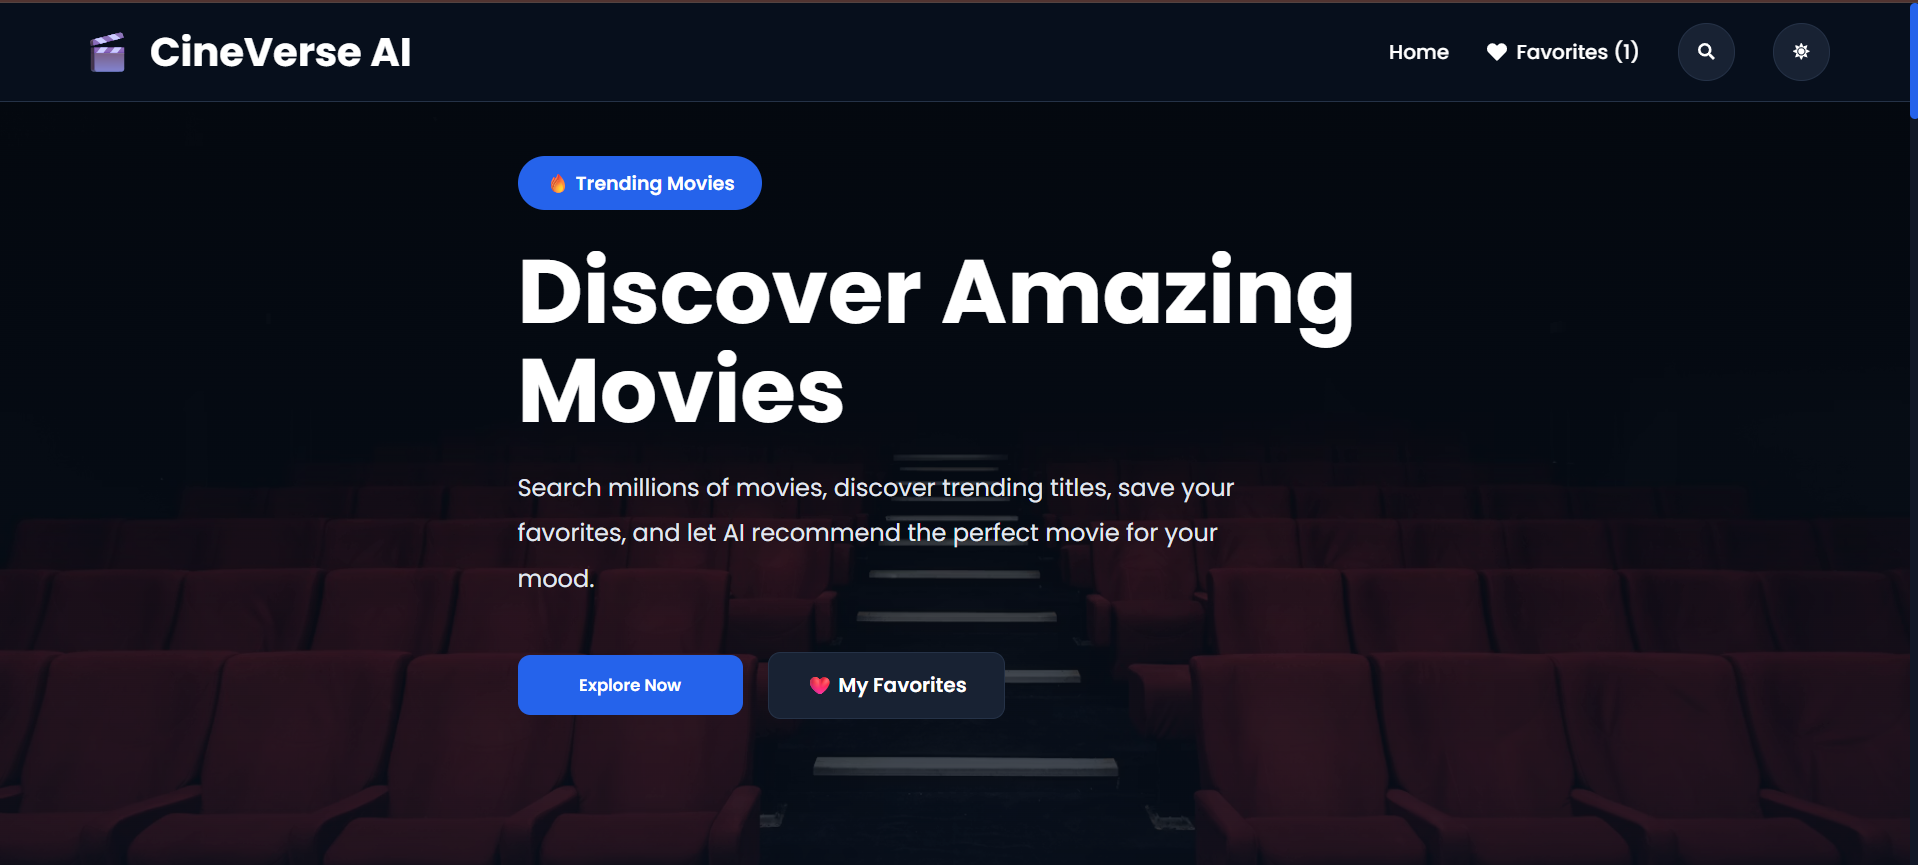 CineVerse AI
Home
Favorites (1)
Trending Movies
Discover Amazing
Movies
Search millions of movies, discover trending titles, save your
favorites, and let AI recommend the perfect movie for your
mood.
Explore Now
My Favorites